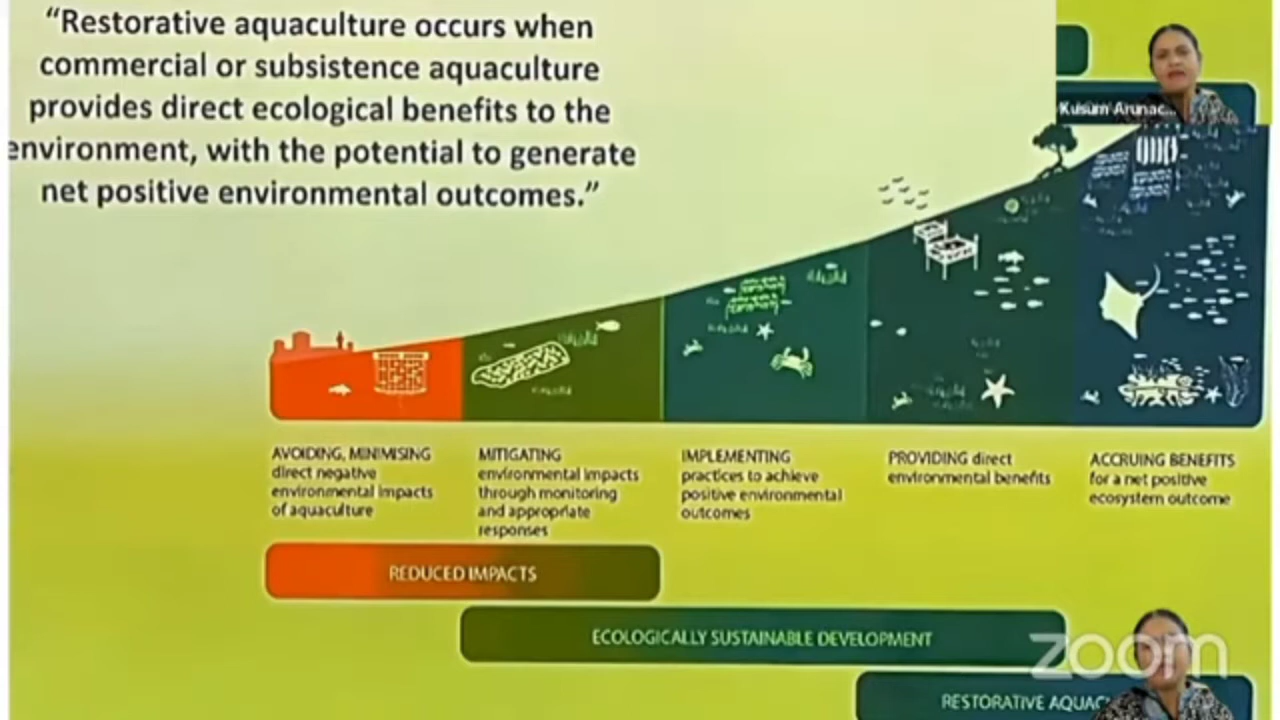 “Restorative aquaculture occurs when
commercial or subsistence aquaculture
provides direct ecological benefits to the
environment, with the potential to generate
net positive environmental outcomes.”
Kusum Arunac...
AVOIDING, MINIMISING
direct negative
environmental impacts
of aquaculture
MITIGATING
environmental impacts
through monitoring
and appropriate
responses
IMPLEMENTING
practices to achieve
positive environmental
outcomes
PROVIDING direct
environmental benefits
ACCRUING BENEFITS
for a net positive
ecosystem outcome
REDUCED IMPACTS
ECOLOGICALLY SUSTAINABLE DEVELOPMENT
zoom
RESTORATIVE AQUAC